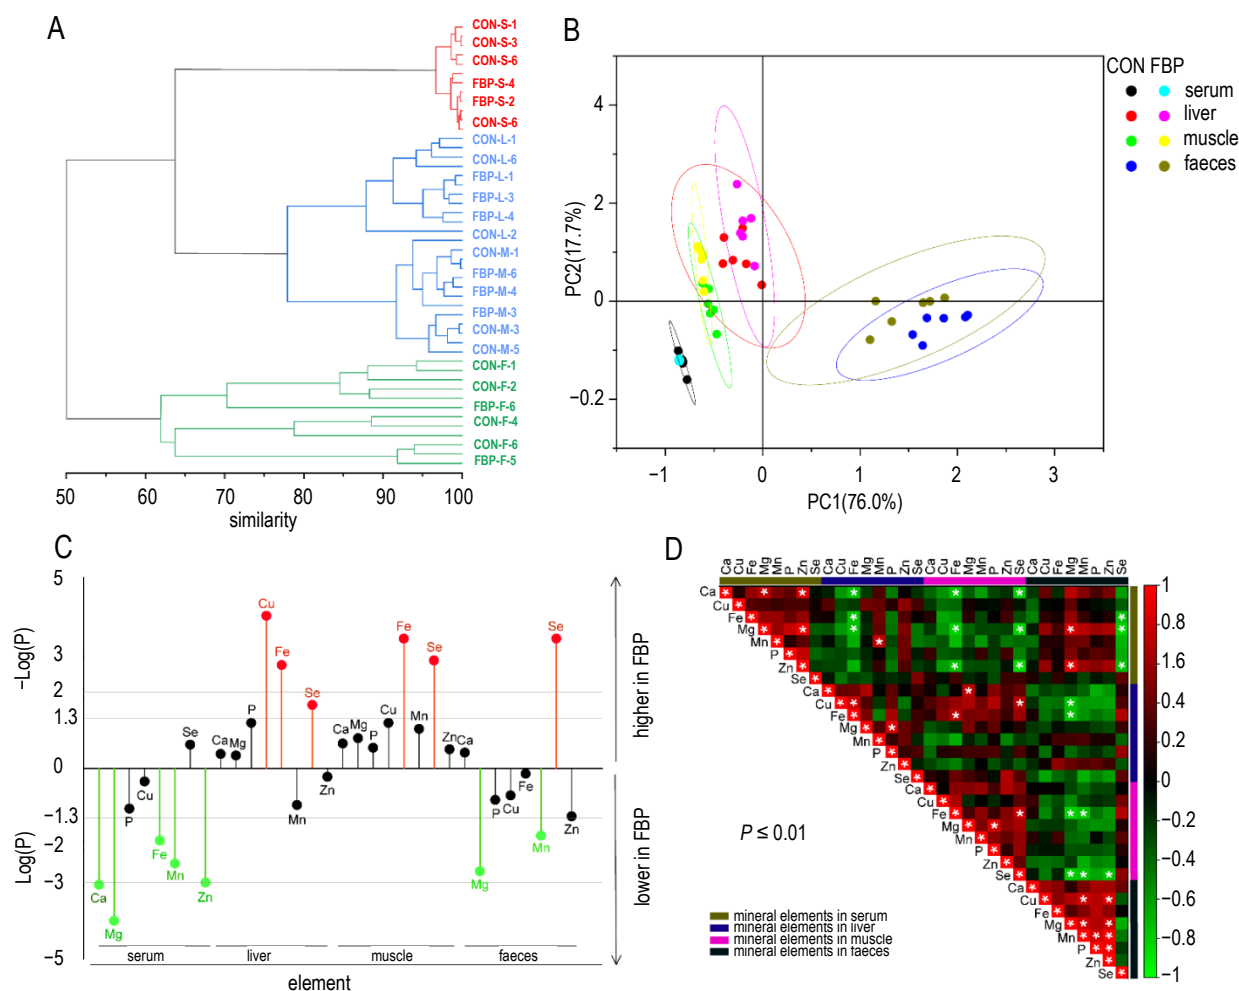 A
CON-S-1
CON-S-3
CON-S-6
FBP-S-4
FBP-S-2
CON-S-6
CON-L-1
CON-L-6
FBP-L-1
FBP-L-3
FBP-L-4
CON-L-2
CON-M-1
FBP-M-6
FBP-M-4
FBP-M-3
CON-M-3
CON-M-5
CON-F-1
CON-F-2
FBP-F-6
CON-F-4
CON-F-6
FBP-F-5
50 60 70 80 90 100
similarity
B
CON FBP
serum
liver
muscle
faeces
4
2
0
−0.2
PC2(17.7%)
−1 0 1 2 3
PC1(76.0%)
C
5
3
2
1.3
0
−1.3
−2
−3
−5
−Log(P)
Log(P)
Ca
Mg
P
Cu
Fe
Mn
Se
Zn
Ca
Mg
P
Cu
Fe
Mn
Se
Zn
Ca
Mg
P
Cu
Fe
Se
Mn
Zn
Ca
Mg
P
Cu
Fe
Mn
Se
Zn
serum liver muscle faeces
element
higher in FBP
lower in FBP
D
Ca Cu Fe Mg Mn P Zn Se Ca Cu Fe Mg Mn P Zn Se Ca Cu Fe Mg Mn P Zn Se Ca Cu Fe Mg Mn P Zn Se
Ca
Cu
Fe
Mg
Mn
P
Zn
Se
Ca
Cu
Fe
Mg
Mn
P
Zn
Se
Ca
Cu
Fe
Mg
Mn
P
Zn
Se
Ca
Cu
Fe
Mg
Mn
P
Zn
Se
P ≤ 0.01
mineral elements in serum
mineral elements in liver
mineral elements in muscle
mineral elements in faeces
1
1.8
1.6
0.4
0.2
0
−0.2
−0.4
−0.6
−0.8
−1